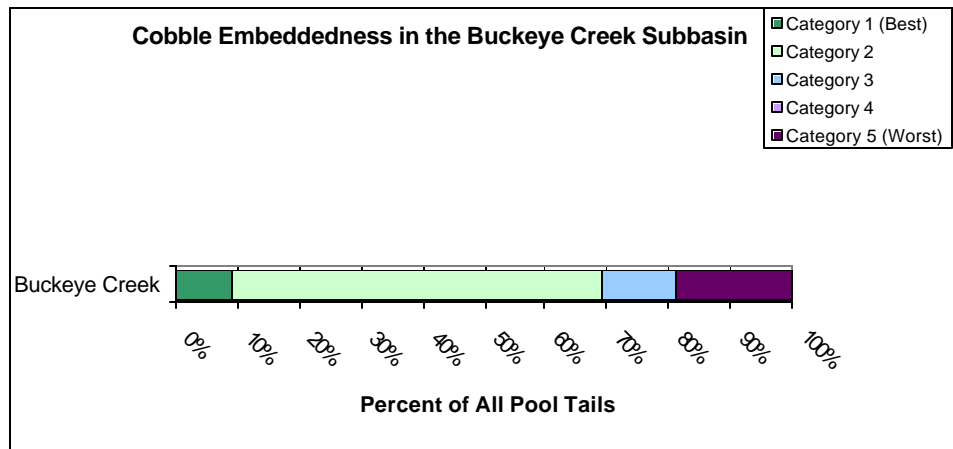 Cobble Embeddedness in the Buckeye Creek Subbasin
Category 1 (Best)
Category 2
Category 3
Category 4
Category 5 (Worst)
Buckeye Creek
0% 10% 20% 30% 40% 50% 60% 70% 80% 90% 100%
Percent of All Pool Tails